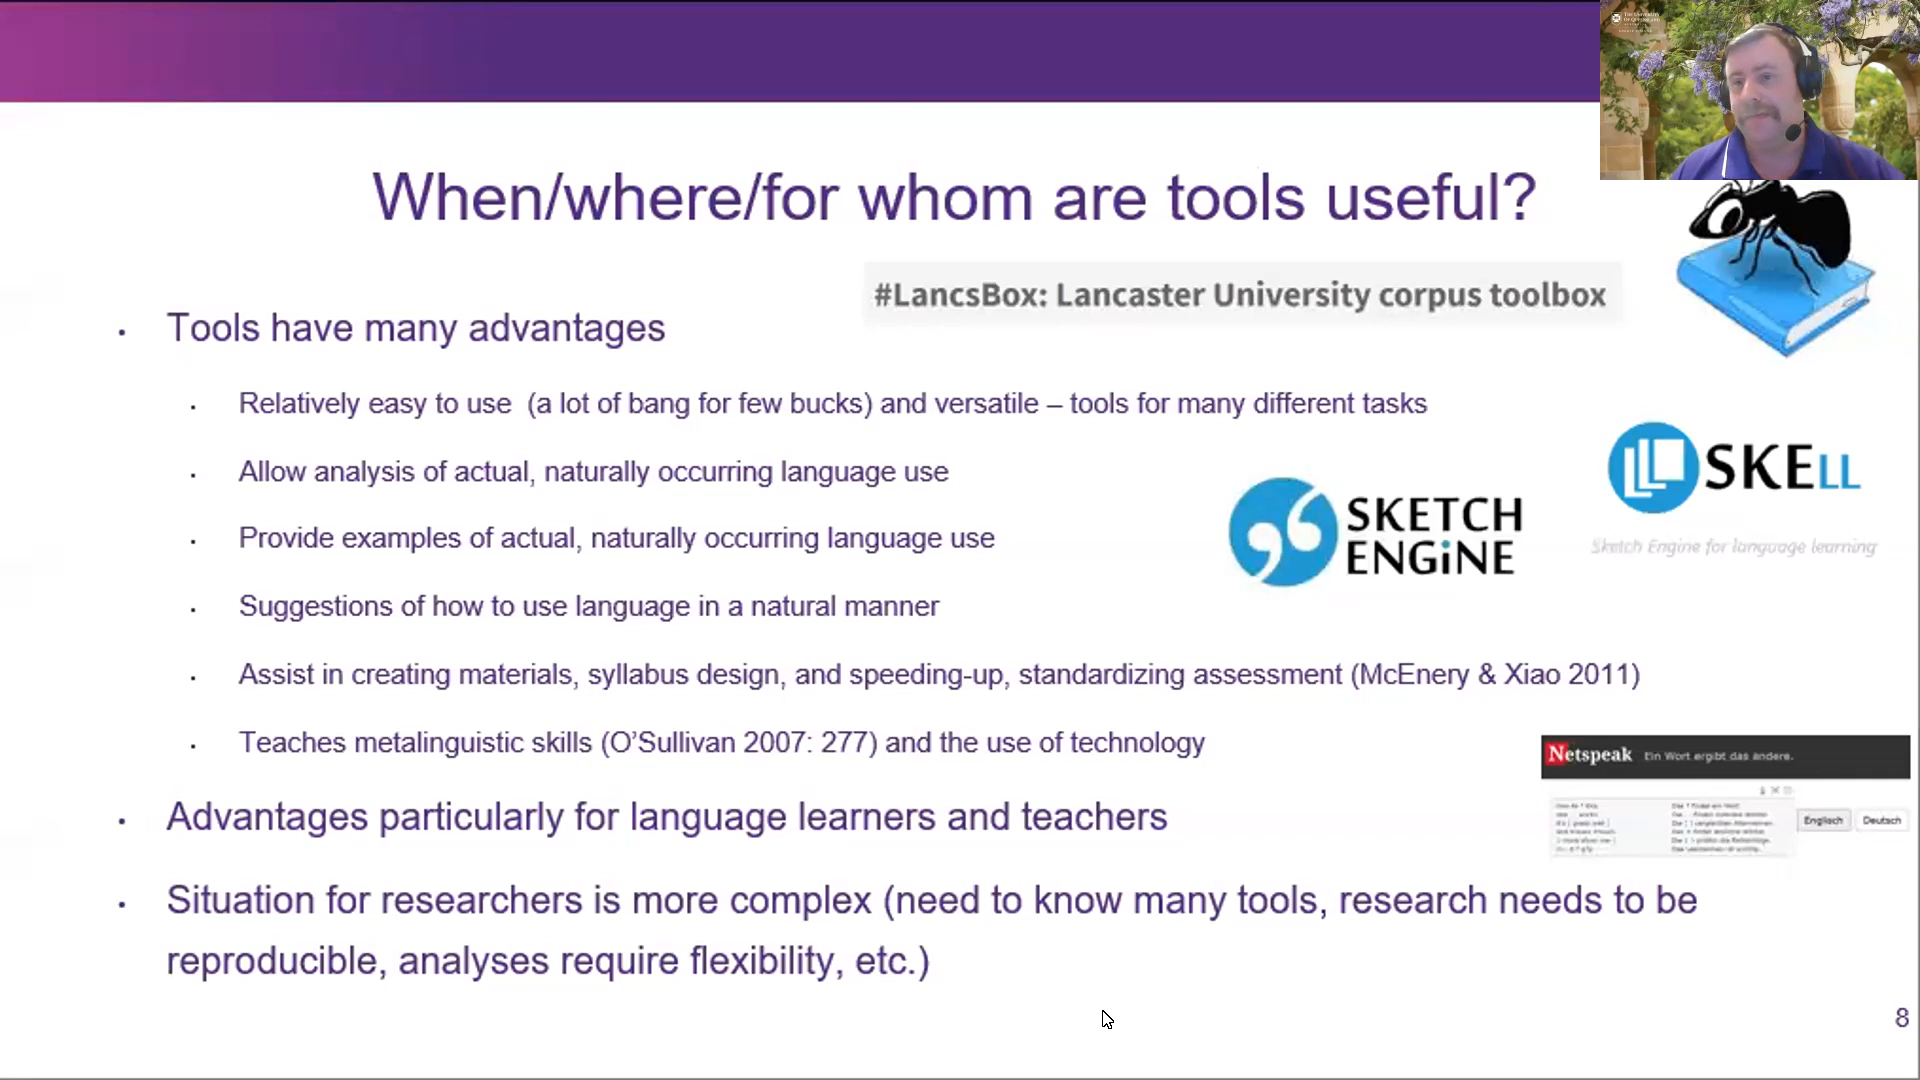 THE UNIVERSITY
OF QUEENSLAND
When/where/for whom are tools useful?
#LancsBox: Lancaster University corpus toolbox
Tools have many advantages
Relatively easy to use (a lot of bang for few bucks) and versatile – tools for many different tasks
Allow analysis of actual, naturally occurring language use
Provide examples of actual, naturally occurring language use
Suggestions of how to use language in a natural manner
Assist in creating materials, syllabus design, and speeding-up, standardizing assessment (McEnery & Xiao 2011)
Teaches metalinguistic skills (O’Sullivan 2007: 277) and the use of technology
SKETCH
ENGiNE
SKELL
Sketch Engine for language learning
Netspeak Ein Wort ergibt das andere.
Englisch Deutsch
Advantages particularly for language learners and teachers
Situation for researchers is more complex (need to know many tools, research needs to be
reproducible, analyses require flexibility, etc.)
8